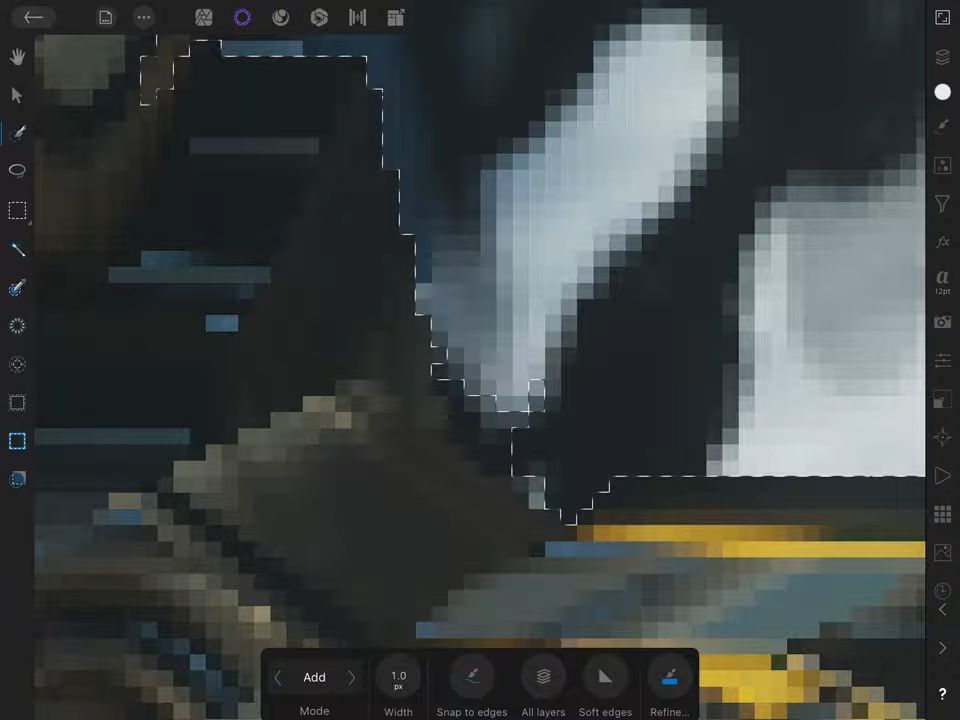 a
12pt
Add
1.0
px
Mode
Width
Snap to edges
All layers
Soft edges
Refine...
?